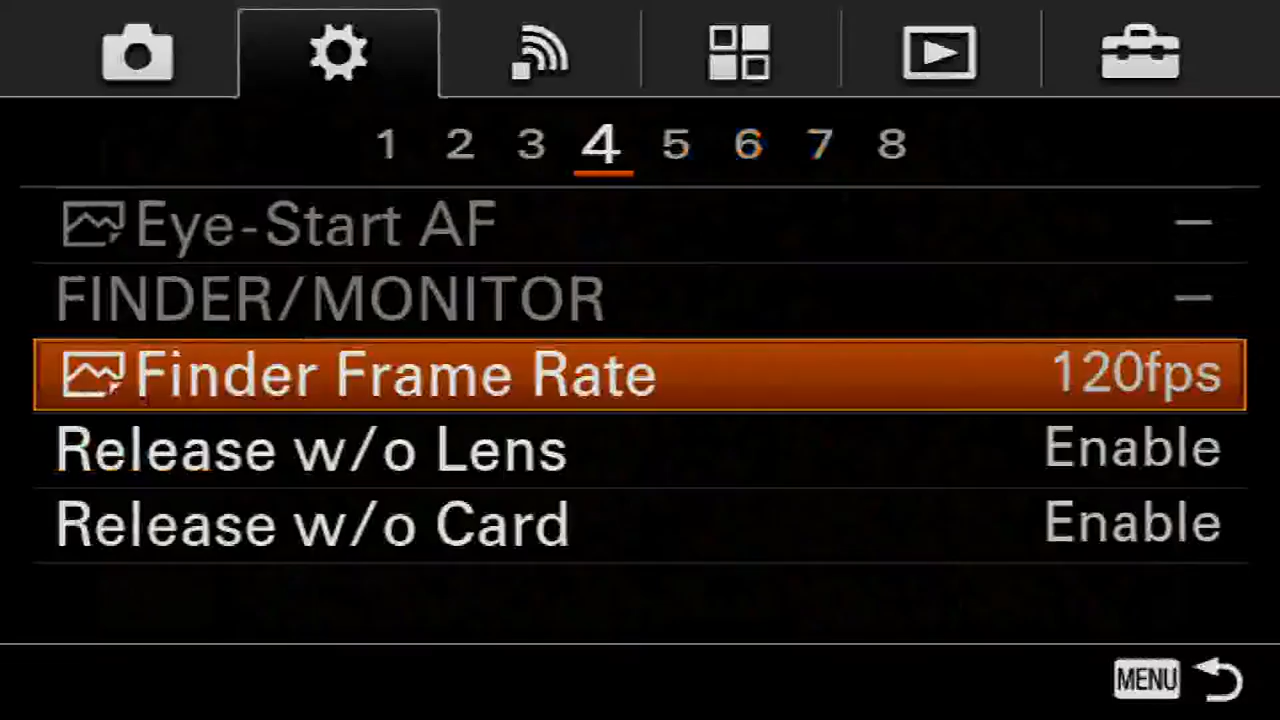 1 2 3 4 5 6 7 8
Eye-Start AF –
FINDER/MONITOR –
Finder Frame Rate 120fps
Release w/o Lens Enable
Release w/o Card Enable
MENU